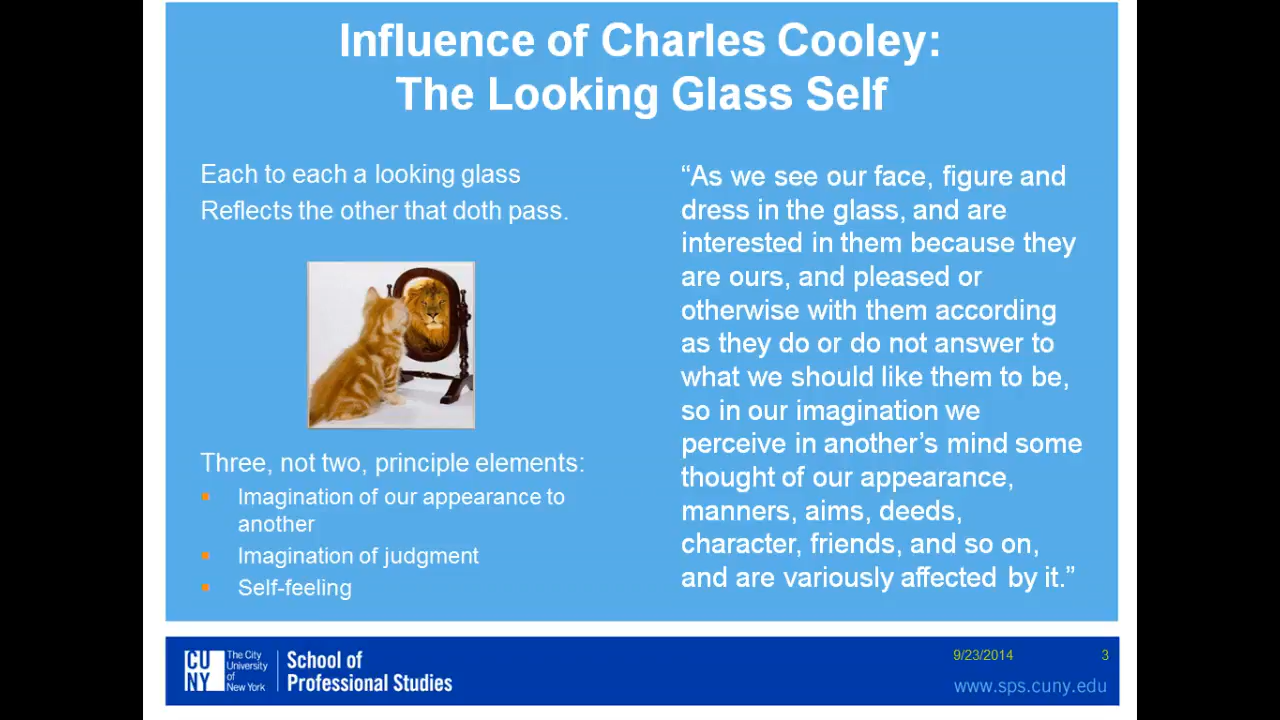 Influence of Charles Cooley:
The Looking Glass Self
Each to each a looking glass
Reflects the other that doth pass.
Three, not two, principle elements:
Imagination of our appearance to
another
Imagination of judgment
Self-feeling
“As we see our face, figure and
dress in the glass, and are
interested in them because they
are ours, and pleased or
otherwise with them according
as they do or do not answer to
what we should like them to be,
so in our imagination we
perceive in another’s mind some
thought of our appearance,
manners, aims, deeds,
character, friends, and so on,
and are variously affected by it.”
CU
NY
The City
University
of
New York
School of
Professional Studies
9/23/2014
3
www.sps.cuny.edu